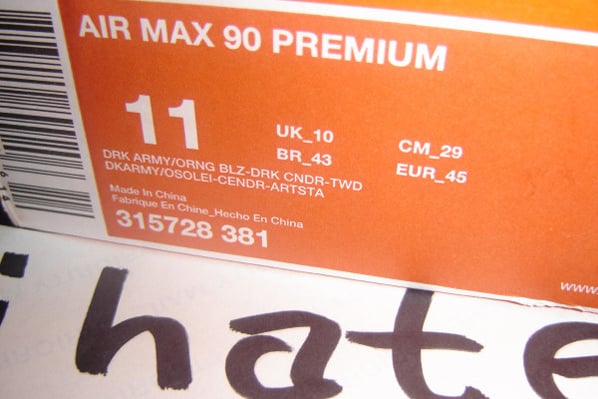 AIR MAX 90 PREMIUM
11
UK_10
CM_29
BR_43
EUR_45
DRK ARMY/ORNG BLZ-DRK CNDR-TWD
DKARMY/OSOLEI-CENDR-ARTSTA
Made In China
Fabrique En Chine_Hecho En China
315728 381
www.
i hate